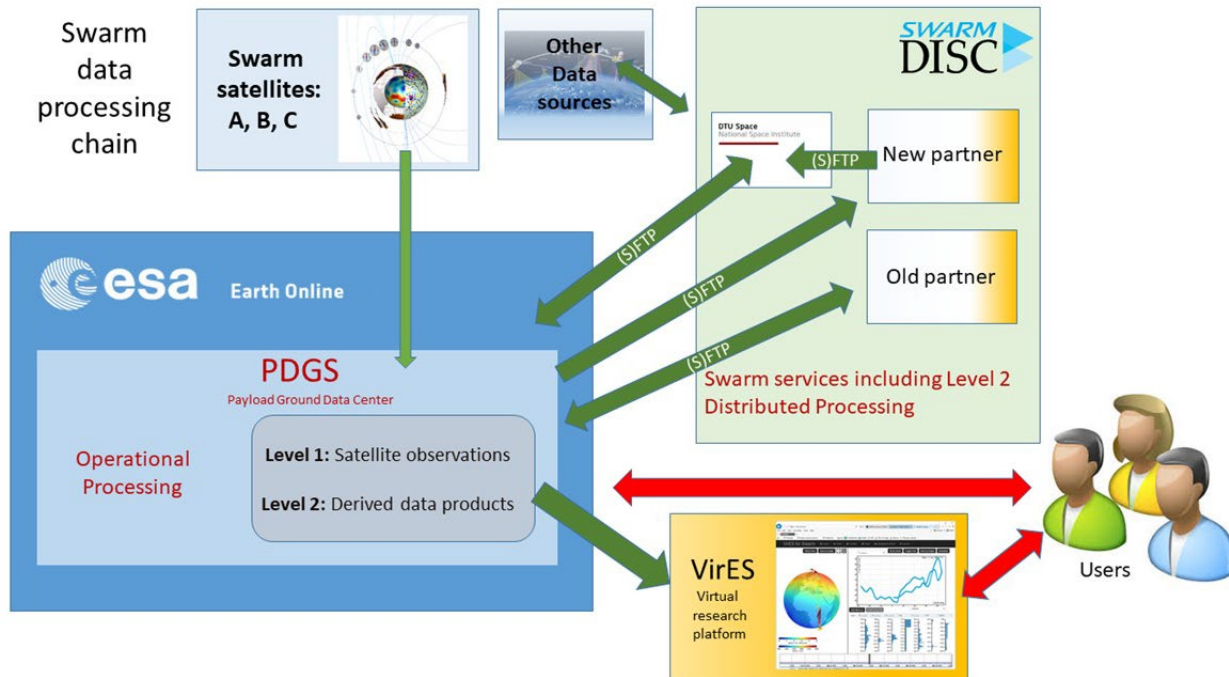 Swarm
data
processing
chain
Swarm
satellites:
A, B, C
Other
Data
sources
SWARM
DISC
DTU Space
National Space Institute
(S)FTP
New partner
Old partner
(S)FTP
(S)FTP
(S)FTP
Swarm services including Level 2
Distributed Processing
esa
Earth Online
PDGS
Payload Ground Data Center
Operational
Processing
Level 1: Satellite observations
Level 2: Derived data products
VirES
Virtual
research
platform
Users